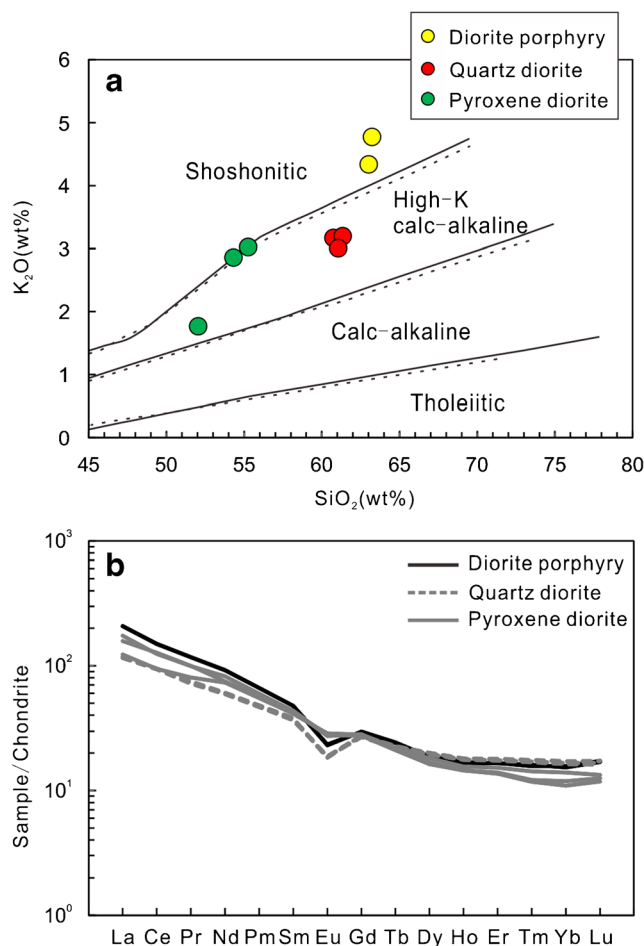 Diorite porphyry
Quartz diorite
Pyroxene diorite
a
6
5
4
3
2
1
0
K₂O(wt%)
Shoshonitic
High-K
calc-alkaline
Calc-alkaline
Tholeiitic
45 50 55 60 65 70 75 80
SiO₂(wt%)
b
Diorite porphyry
Quartz diorite
Pyroxene diorite
10³
10²
10¹
10⁰
Sample/Chondrite
La Ce Pr Nd Pm Sm Eu Gd Tb Dy Ho Er Tm Yb Lu